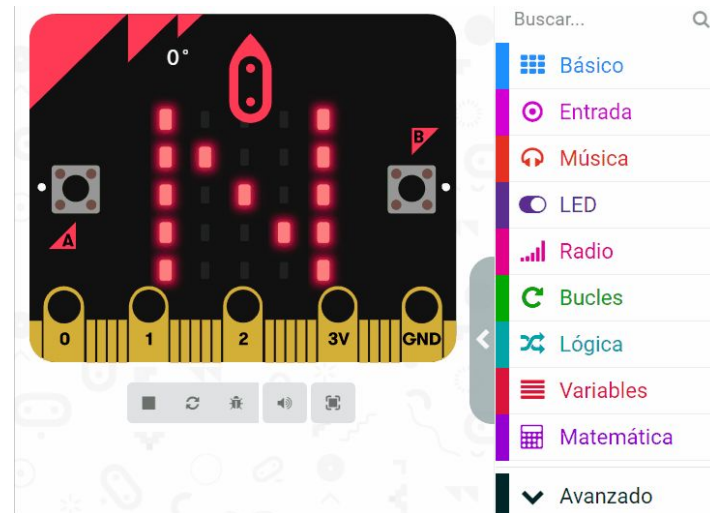 Buscar...
0°
Básico
Entrada
B
Música
LED
A
Radio
Bucles
0 1 2 3V GND
Lógica
Variables
Matemática
Avanzado
N